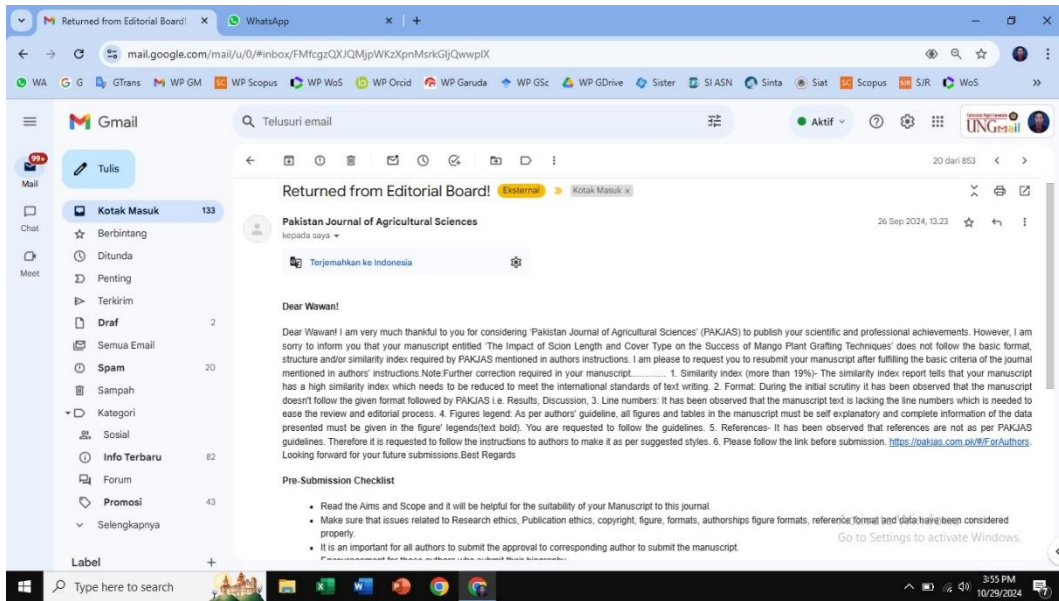 Returned from Editorial Board!
WhatsApp
mail.google.com/mail/u/0/#inbox/FMfcgzQXJQMjpWKzXpnMsrkGljQwwplX
WA G G GTrans WP GM WP Scopus WP WoS WP Orcid WP Garuda WP GSc WP GDrive Sister SI ASN Sinta Siat Scopus SJR WoS
Gmail
Telusuri email
Aktif
UNGmail
99+
Mail
Chat
Meet
Tulis
20 dari 853
Kotak Masuk 133
Berbintang
Ditunda
Penting
Terkirim
Draf 2
Semua Email
Spam 20
Sampah
Kategori
Sosial
Info Terbaru 82
Forum
Promosi 43
Selengkapnya
Label
Returned from Editorial Board! Eksternal Kotak Masuk x
Pakistan Journal of Agricultural Sciences 26 Sep 2024, 13.23
kepada saya
Terjemahkan ke Indonesia
Dear Wawan!
Dear Wawan! I am very much thankful to you for considering 'Pakistan Journal of Agricultural Sciences' (PAKJAS) to publish your scientific and professional achievements. However, I am
sorry to inform you that your manuscript entitled 'The Impact of Scion Length and Cover Type on the Success of Mango Plant Grafting Techniques' does not follow the basic format,
structure and/or similarity index required by PAKJAS mentioned in authors instructions. I am please to request you to resubmit your manuscript after fulfilling the basic criteria of the journal
mentioned in authors' instructions.Note:Further correction required in your manuscript............ 1. Similarity index (more than 19%)- The similarity index report tells that your manuscript
has a high similarity index which needs to be reduced to meet the international standards of text writing. 2. Format: During the initial scrutiny it has been observed that the manuscript
doesn't follow the given format followed by PAKJAS i.e. Results, Discussion, 3. Line numbers: It has been observed that the manuscript text is lacking the line numbers which is needed to
ease the review and editorial process. 4. Figures legend: As per authors' guideline, all figures and tables in the manuscript must be self explanatory and complete information of the data
presented must be given in the figure' legends(text bold). You are requested to follow the guidelines. 5. References- It has been observed that references are not as per PAKJAS
guidelines. Therefore it is requested to follow the instructions to authors to make it as per suggested styles. 6. Please follow the link before submission. https://pakjas.com.pk/#/ForAuthors.
Looking forward for your future submissions.Best Regards
Pre-Submission Checklist
Read the Aims and Scope and it will be helpful for the suitability of your Manuscript to this journal.
Make sure that issues related to Research ethics, Publication ethics, copyright, figure, formats, authorships figure formats, reference format and data have been considered
properly.
It is an important for all authors to submit the approval to corresponding author to submit the manuscript.
Encouragement for those authors who submit their biography
Go to Settings to activate Windows.
Type here to search
3:55 PM
10/29/2024